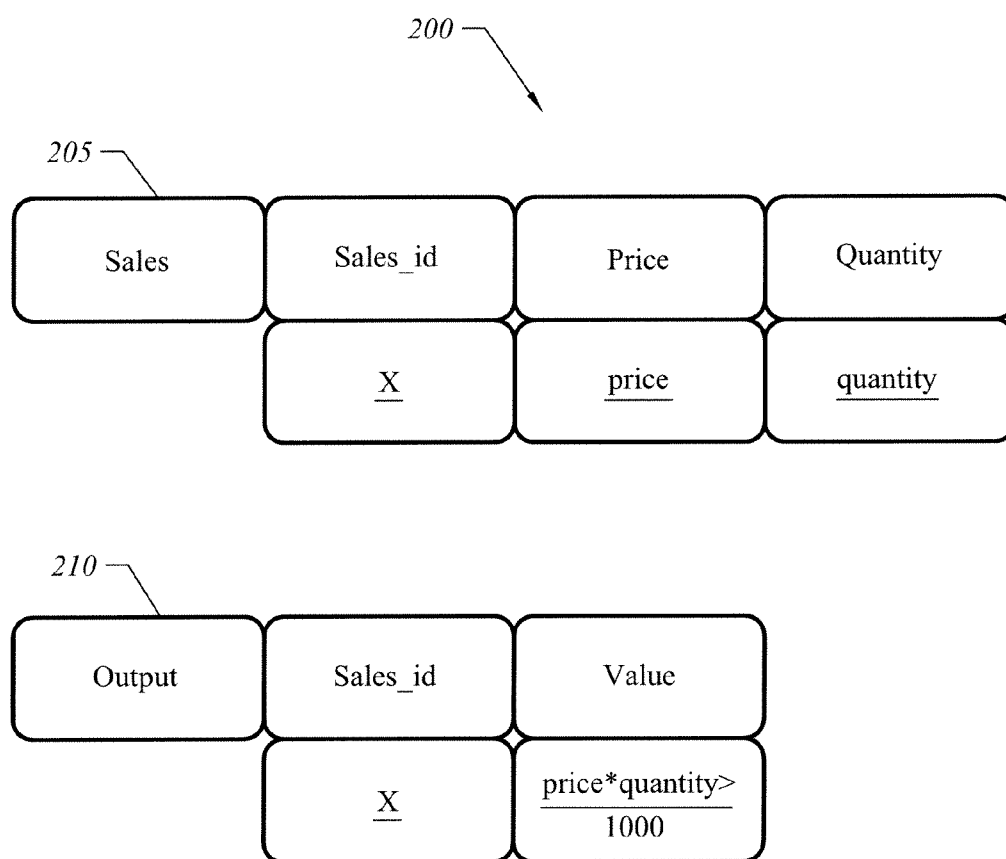 200
205
Sales Sales_id Price Quantity
X price quantity
210
Output Sales_id Value
X price*quantity>
1000